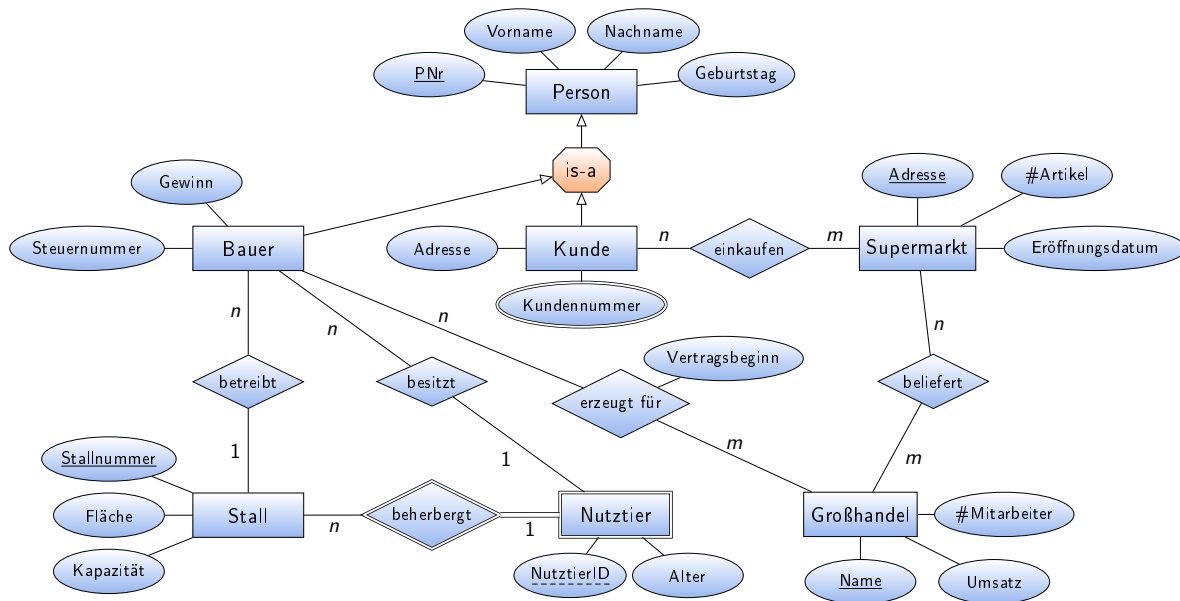 Vorname
Nachname
PNr
Geburtstag
Person
is-a
Gewinn
Adresse
#Artikel
Steuernummer
Bauer
Adresse
Kunde
n
einkaufen
m
Supermarkt
Eröffnungsdatum
Kundennummer
n
n
n
n
Vertragsbeginn
betreibt
besitzt
erzeugt für
beliefert
1
1
m
m
Stallnummer
Fläche
Stall
n
beherbergt
1
Nutztier
Großhandel
#Mitarbeiter
Kapazität
NutztierID
Alter
Name
Umsatz